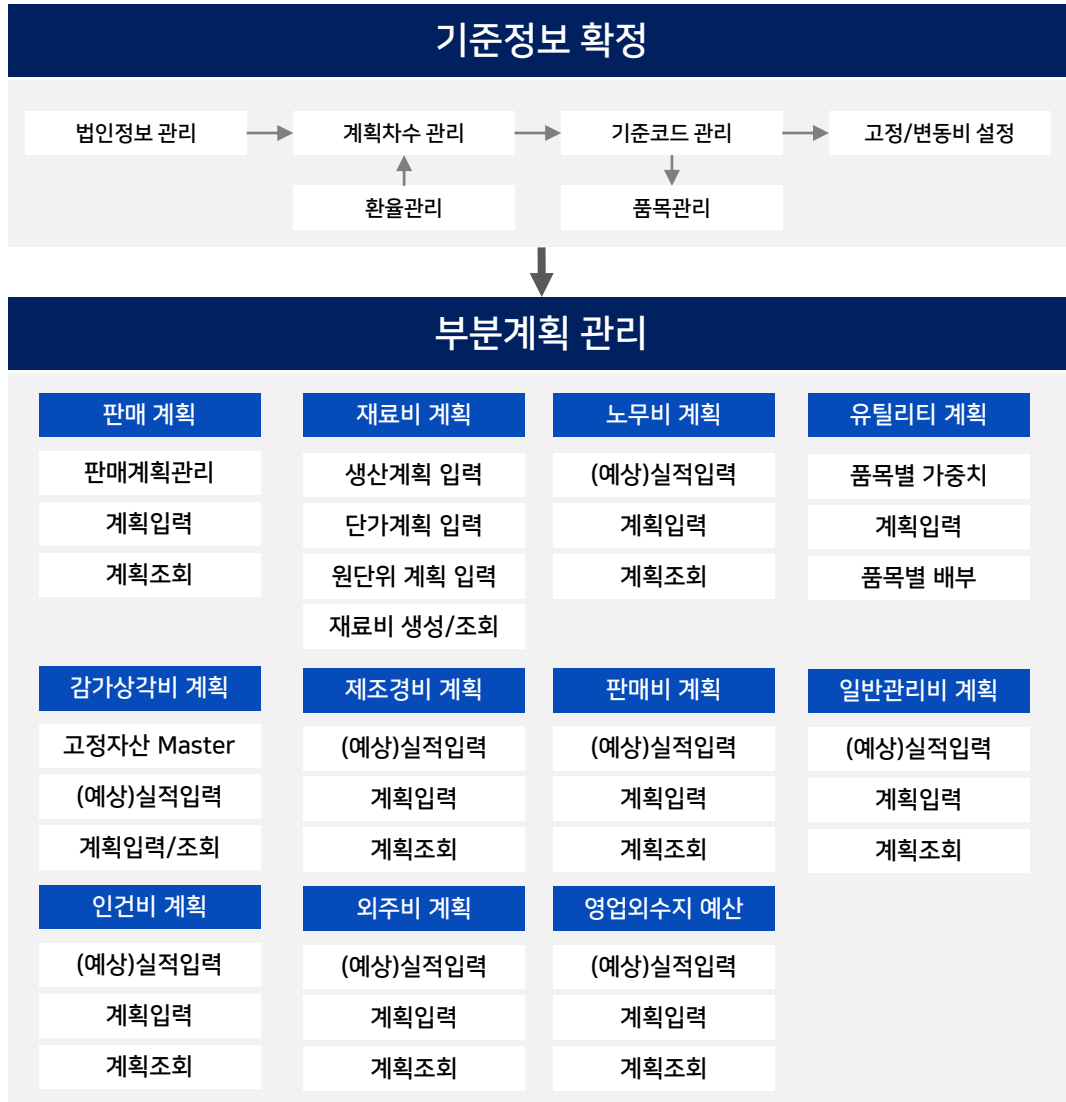 기준정보 확정
법인정보 관리
계획차수 관리
기준코드 관리
고정/변동비 설정
환율관리
품목관리
부분계획 관리
판매 계획
판매계획관리
계획입력
계획조회
재료비 계획
생산계획 입력
단가계획 입력
원단위 계획 입력
재료비 생성/조회
노무비 계획
(예상)실적입력
계획입력
계획조회
유틸리티 계획
품목별 가중치
계획입력
품목별 배부
감가상각비 계획
고정자산 Master
(예상)실적입력
계획입력/조회
제조경비 계획
(예상)실적입력
계획입력
계획조회
판매비 계획
(예상)실적입력
계획입력
계획조회
일반관리비 계획
(예상)실적입력
계획입력
계획조회
인건비 계획
(예상)실적입력
계획입력
계획조회
외주비 계획
(예상)실적입력
계획입력
계획조회
영업외수지 예산
(예상)실적입력
계획입력
계획조회